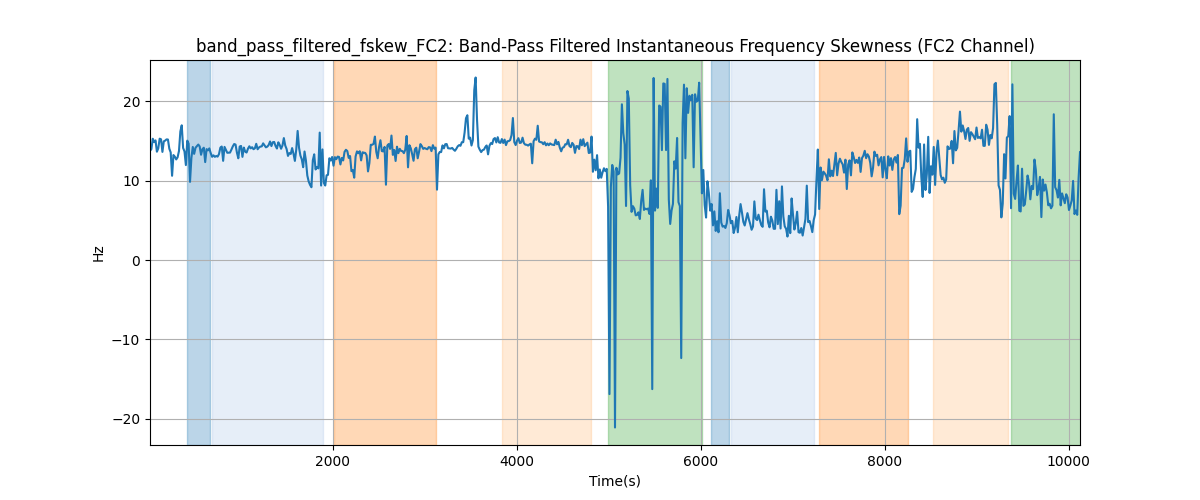 band_pass_filtered_fskew_FC2: Band-Pass Filtered Instantaneous Frequency Skewness (FC2 Channel)
20
10
0
−10
−20
Hz
2000 4000 6000 8000 10000
Time(s)